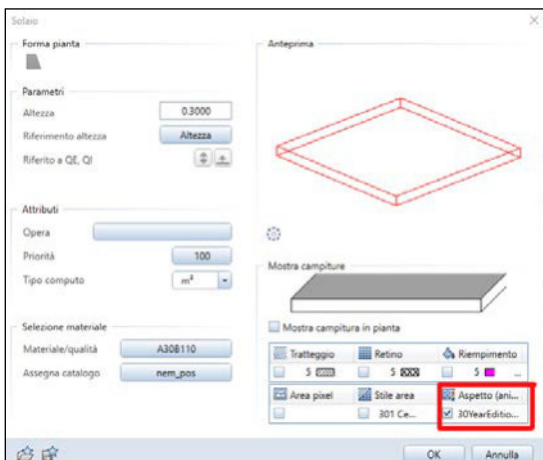 Solaio
Forma pianta
Parametri
Altezza
0.3000
Riferimento altezza
Altezza
Riferito a QE, QI
Attributi
Opera
Priorità
100
Tipo computo
m²
Selezione materiale
Materiale/qualità
A30B110
Assegna catalogo
nem_pos
Anteprima
Mostra campiture
Mostra campitura in pianta
Tratteggio
Retino
Riempimento
5
5
5
...
Area pixel
Stile area
Aspetto (ani...
301 Ce...
30YearEditio...
OK
Annulla